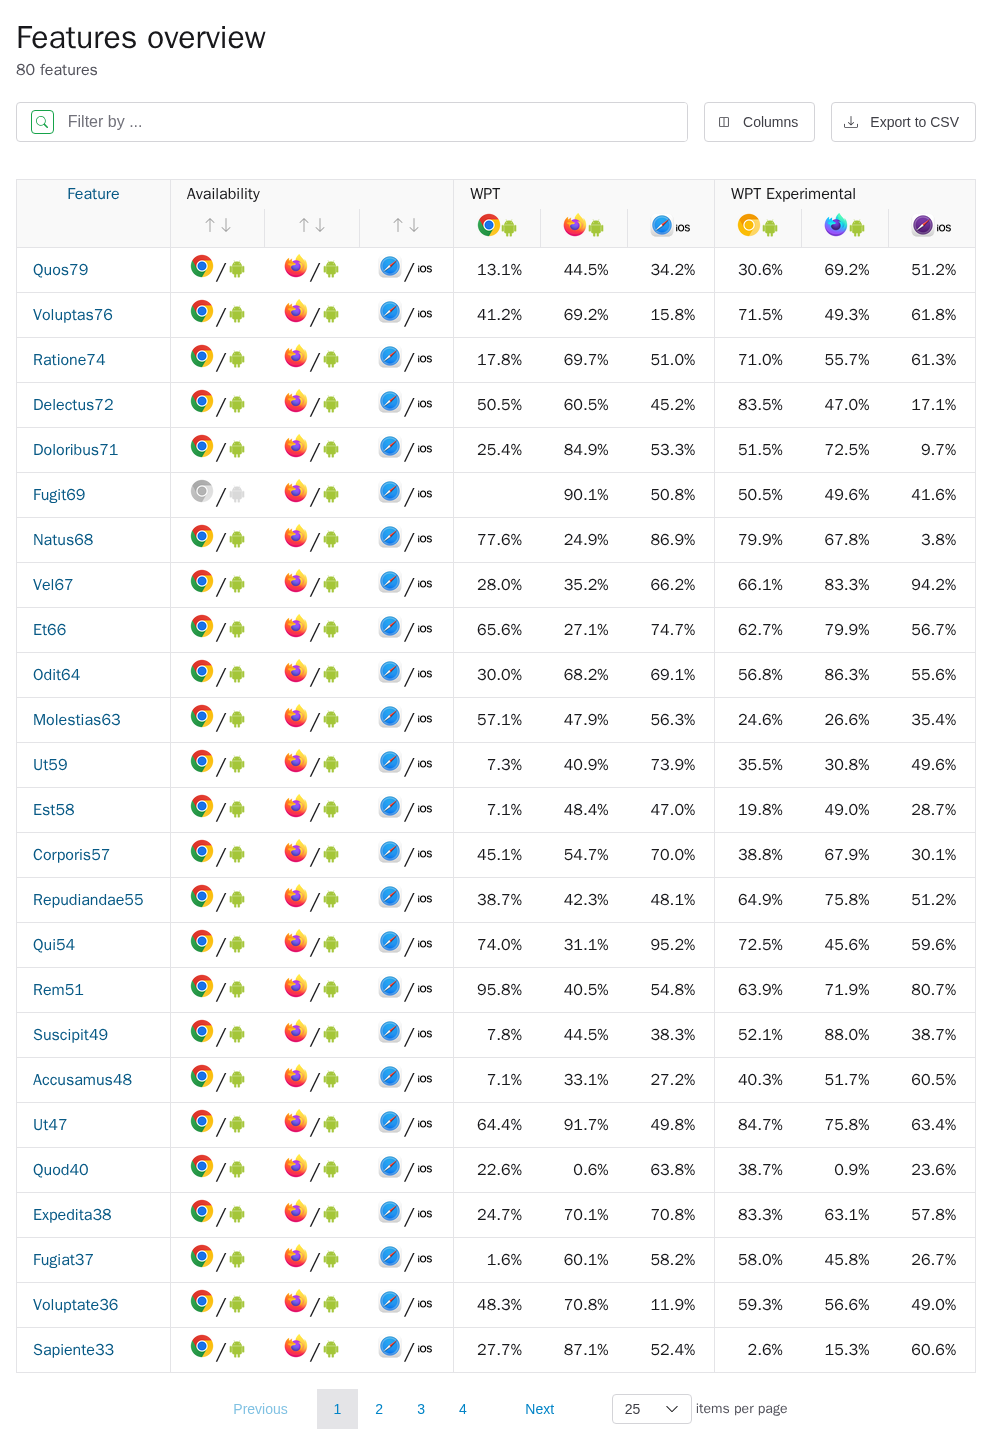 Features overview
80 features
Filter by ...
Columns
Export to CSV
Feature Availability WPT WPT Experimental
iOS iOS
Quos79 / / / iOS 13.1% 44.5% 34.2% 30.6% 69.2% 51.2%
Voluptas76 / / / iOS 41.2% 69.2% 15.8% 71.5% 49.3% 61.8%
Ratione74 / / / iOS 17.8% 69.7% 51.0% 71.0% 55.7% 61.3%
Delectus72 / / / iOS 50.5% 60.5% 45.2% 83.5% 47.0% 17.1%
Doloribus71 / / / iOS 25.4% 84.9% 53.3% 51.5% 72.5% 9.7%
Fugit69 / / / iOS 90.1% 50.8% 50.5% 49.6% 41.6%
Natus68 / / / iOS 77.6% 24.9% 86.9% 79.9% 67.8% 3.8%
Vel67 / / / iOS 28.0% 35.2% 66.2% 66.1% 83.3% 94.2%
Et66 / / / iOS 65.6% 27.1% 74.7% 62.7% 79.9% 56.7%
Odit64 / / / iOS 30.0% 68.2% 69.1% 56.8% 86.3% 55.6%
Molestias63 / / / iOS 57.1% 47.9% 56.3% 24.6% 26.6% 35.4%
Ut59 / / / iOS 7.3% 40.9% 73.9% 35.5% 30.8% 49.6%
Est58 / / / iOS 7.1% 48.4% 47.0% 19.8% 49.0% 28.7%
Corporis57 / / / iOS 45.1% 54.7% 70.0% 38.8% 67.9% 30.1%
Repudiandae55 / / / iOS 38.7% 42.3% 48.1% 64.9% 75.8% 51.2%
Qui54 / / / iOS 74.0% 31.1% 95.2% 72.5% 45.6% 59.6%
Rem51 / / / iOS 95.8% 40.5% 54.8% 63.9% 71.9% 80.7%
Suscipit49 / / / iOS 7.8% 44.5% 38.3% 52.1% 88.0% 38.7%
Accusamus48 / / / iOS 7.1% 33.1% 27.2% 40.3% 51.7% 60.5%
Ut47 / / / iOS 64.4% 91.7% 49.8% 84.7% 75.8% 63.4%
Quod40 / / / iOS 22.6% 0.6% 63.8% 38.7% 0.9% 23.6%
Expedita38 / / / iOS 24.7% 70.1% 70.8% 83.3% 63.1% 57.8%
Fugiat37 / / / iOS 1.6% 60.1% 58.2% 58.0% 45.8% 26.7%
Voluptate36 / / / iOS 48.3% 70.8% 11.9% 59.3% 56.6% 49.0%
Sapiente33 / / / iOS 27.7% 87.1% 52.4% 2.6% 15.3% 60.6%
Previous 1 2 3 4 Next 25 items per page